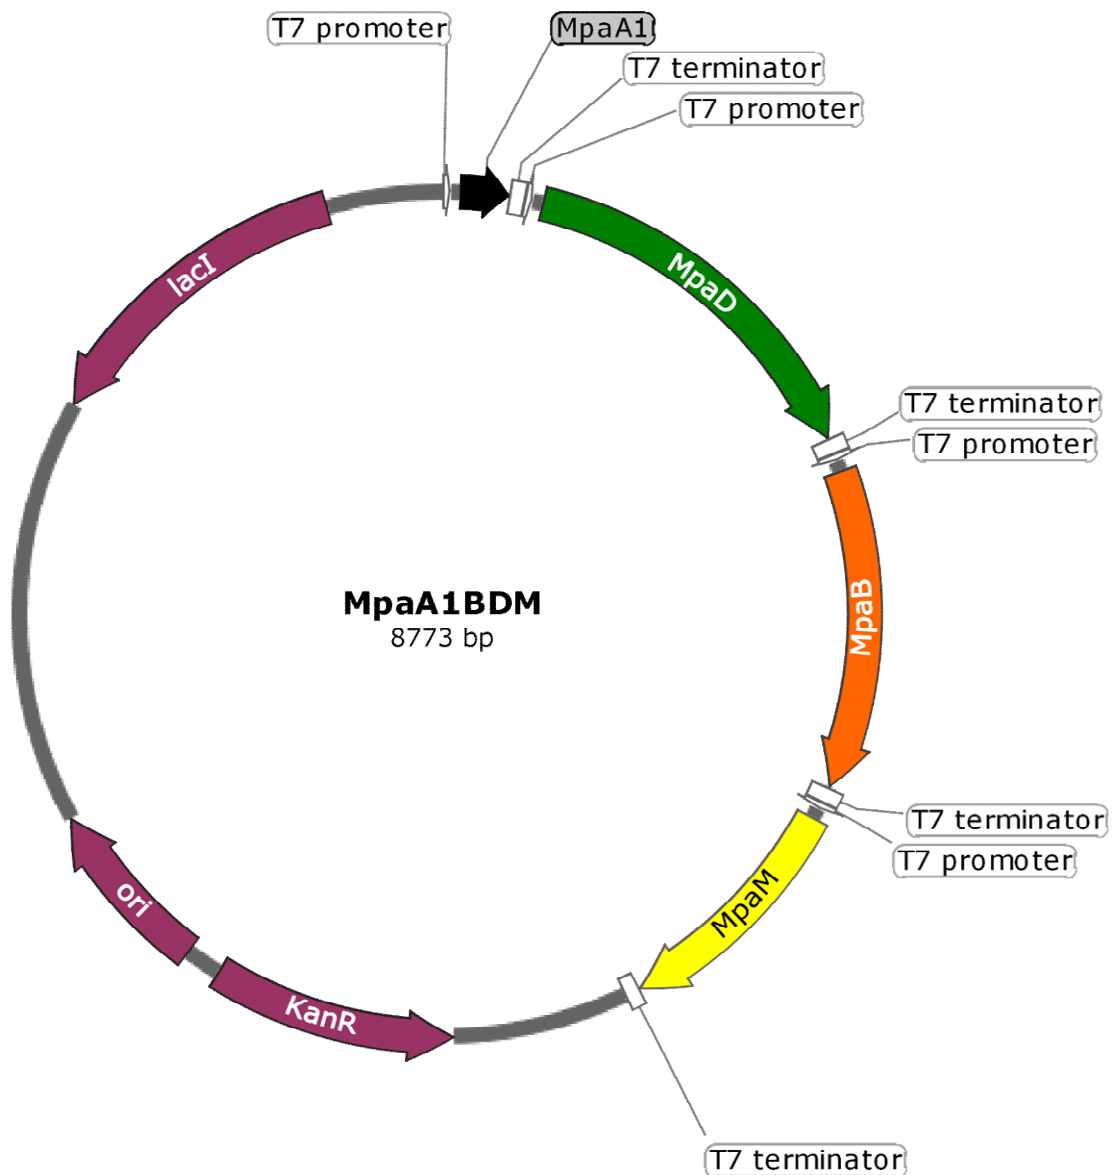 T7 promoter
MpaA1
T7 terminator
T7 promoter
lacI
MpaD
T7 terminator
T7 promoter
MpaB
MpaA1BDM
8773 bp
T7 terminator
T7 promoter
MpaM
ori
KanR
T7 terminator